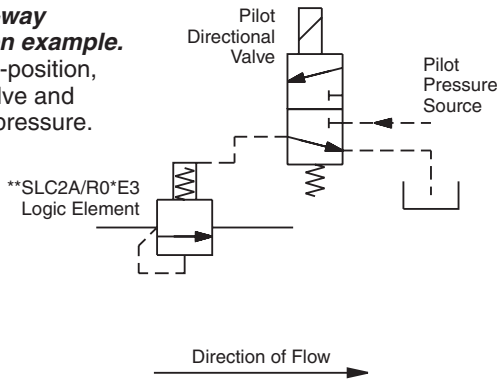 -way
n example.
-position,
lve and
pressure.
Pilot
Directional
Valve
Pilot
Pressure
Source
**SLC2A/R0*E3
Logic Element
Direction of Flow